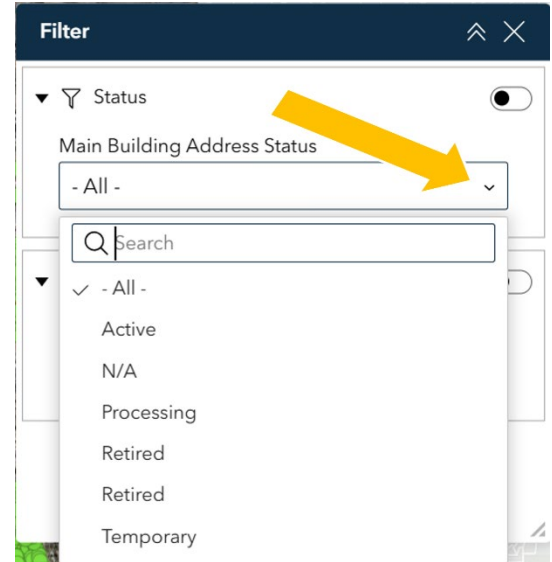 Filter
Status
Main Building Address Status
- All -
Search
- All -
Active
N/A
Processing
Retired
Retired
Temporary